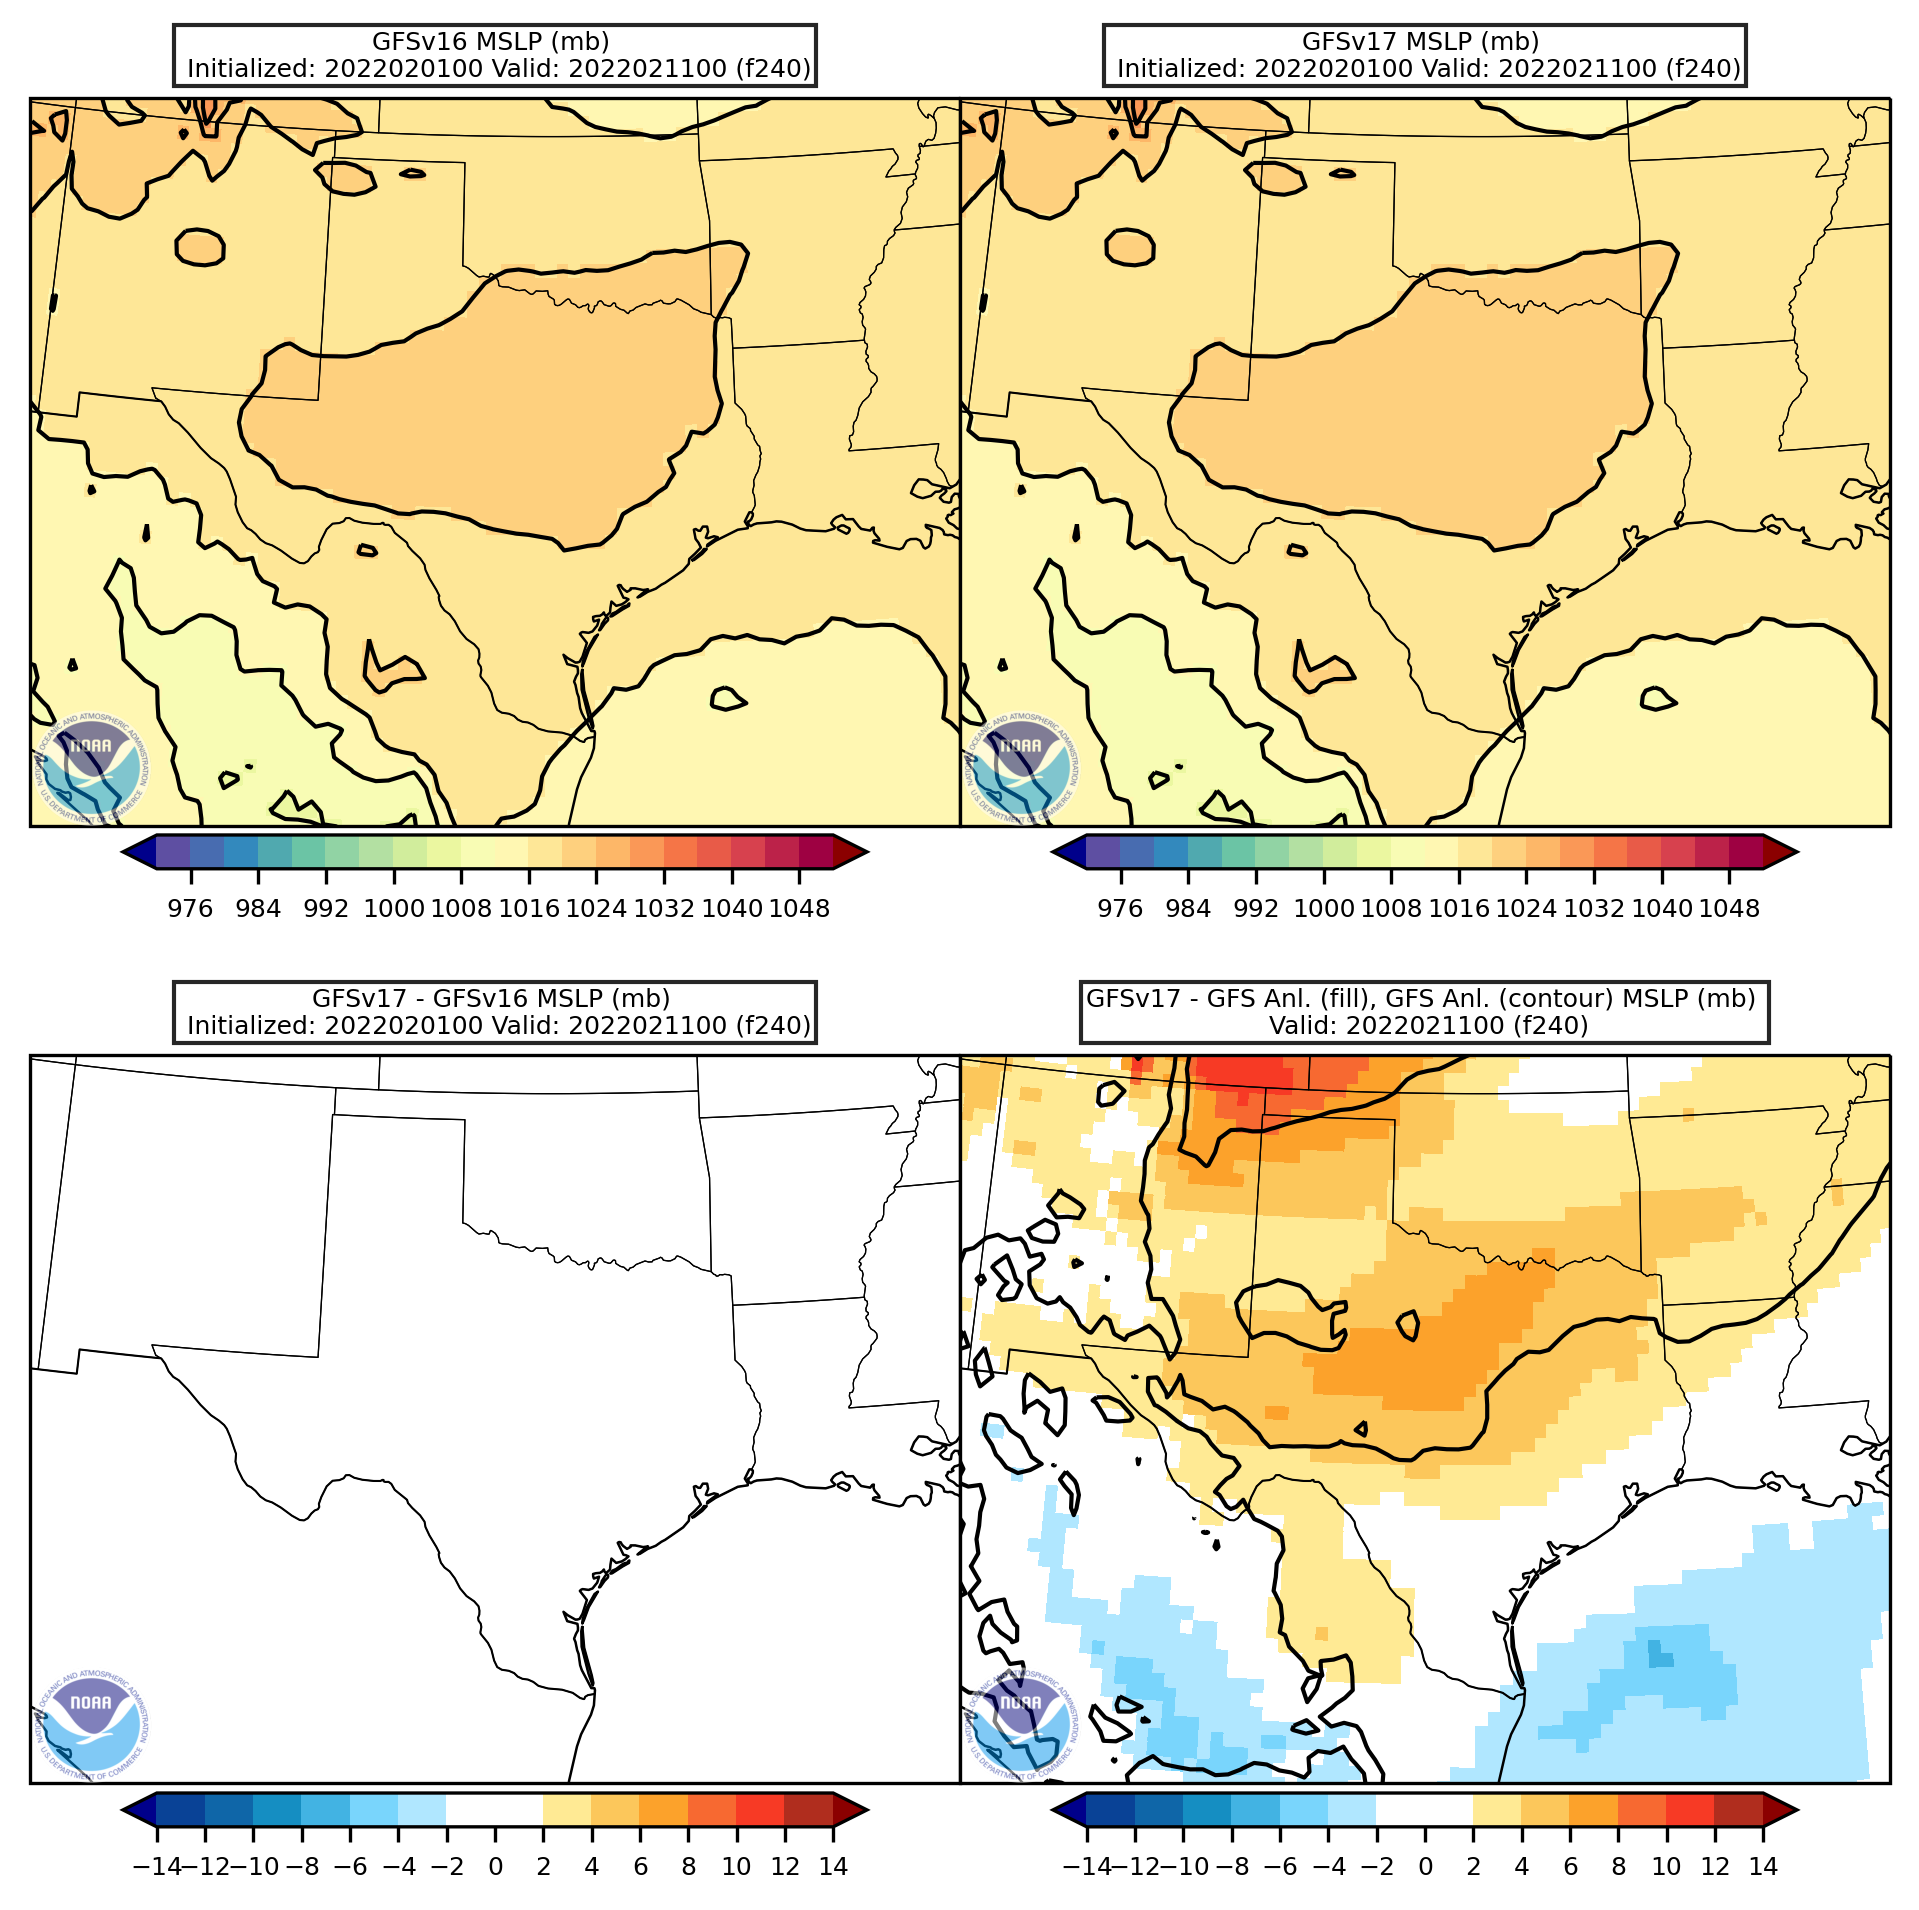 GFSv16 MSLP (mb)
Initialized: 2022020100 Valid: 2022021100 (f240)
GFSv17 MSLP (mb)
Initialized: 2022020100 Valid: 2022021100 (f240)
NATIONAL OCEANIC AND ATMOSPHERIC ADMINISTRATION
NOAA
U.S. DEPARTMENT OF COMMERCE
NATIONAL OCEANIC AND ATMOSPHERIC ADMINISTRATION
NOAA
U.S. DEPARTMENT OF COMMERCE
976 984 992 1000 1008 1016 1024 1032 1040 1048
976 984 992 1000 1008 1016 1024 1032 1040 1048
GFSv17 - GFSv16 MSLP (mb)
Initialized: 2022020100 Valid: 2022021100 (f240)
GFSv17 - GFS Anl. (fill), GFS Anl. (contour) MSLP (mb)
Valid: 2022021100 (f240)
NATIONAL OCEANIC AND ATMOSPHERIC ADMINISTRATION
NOAA
U.S. DEPARTMENT OF COMMERCE
NATIONAL OCEANIC AND ATMOSPHERIC ADMINISTRATION
NOAA
U.S. DEPARTMENT OF COMMERCE
−14 −12 −10 −8 −6 −4 −2 0 2 4 6 8 10 12 14
−14 −12 −10 −8 −6 −4 −2 0 2 4 6 8 10 12 14